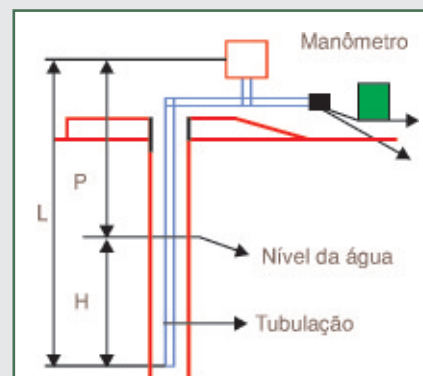 Manômetro
P
L
Nível da água
H
Tubulação